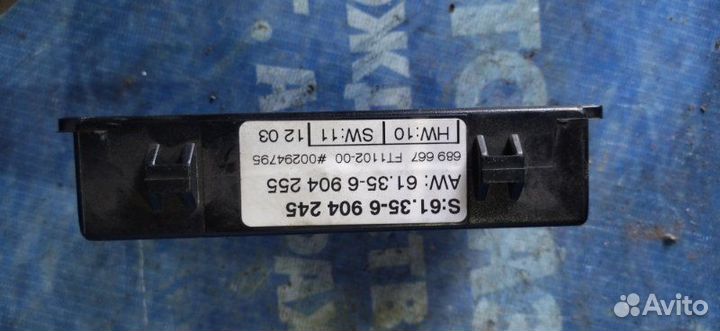 S:61.35-6 904 245
AW: 61.35-6 904 255
689 667 FT1102-00 #00294795
HW:10 SW:11 12 03
Avito